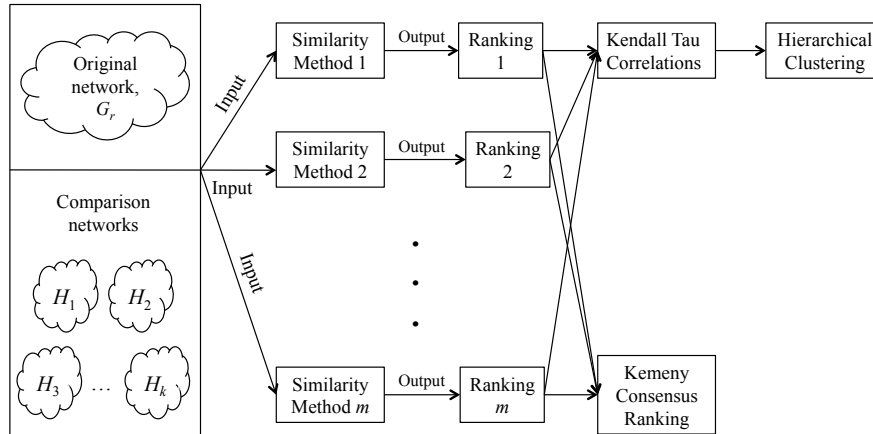 Original
network,
G_r
Comparison
networks
H_1
H_2
H_3
...
H_k
Input
Input
Input
Similarity
Method 1
Output
Ranking
1
Similarity
Method 2
Output
Ranking
2
Similarity
Method m
Output
Ranking
m
Kendall Tau
Correlations
Hierarchical
Clustering
Kemeny
Consensus
Ranking